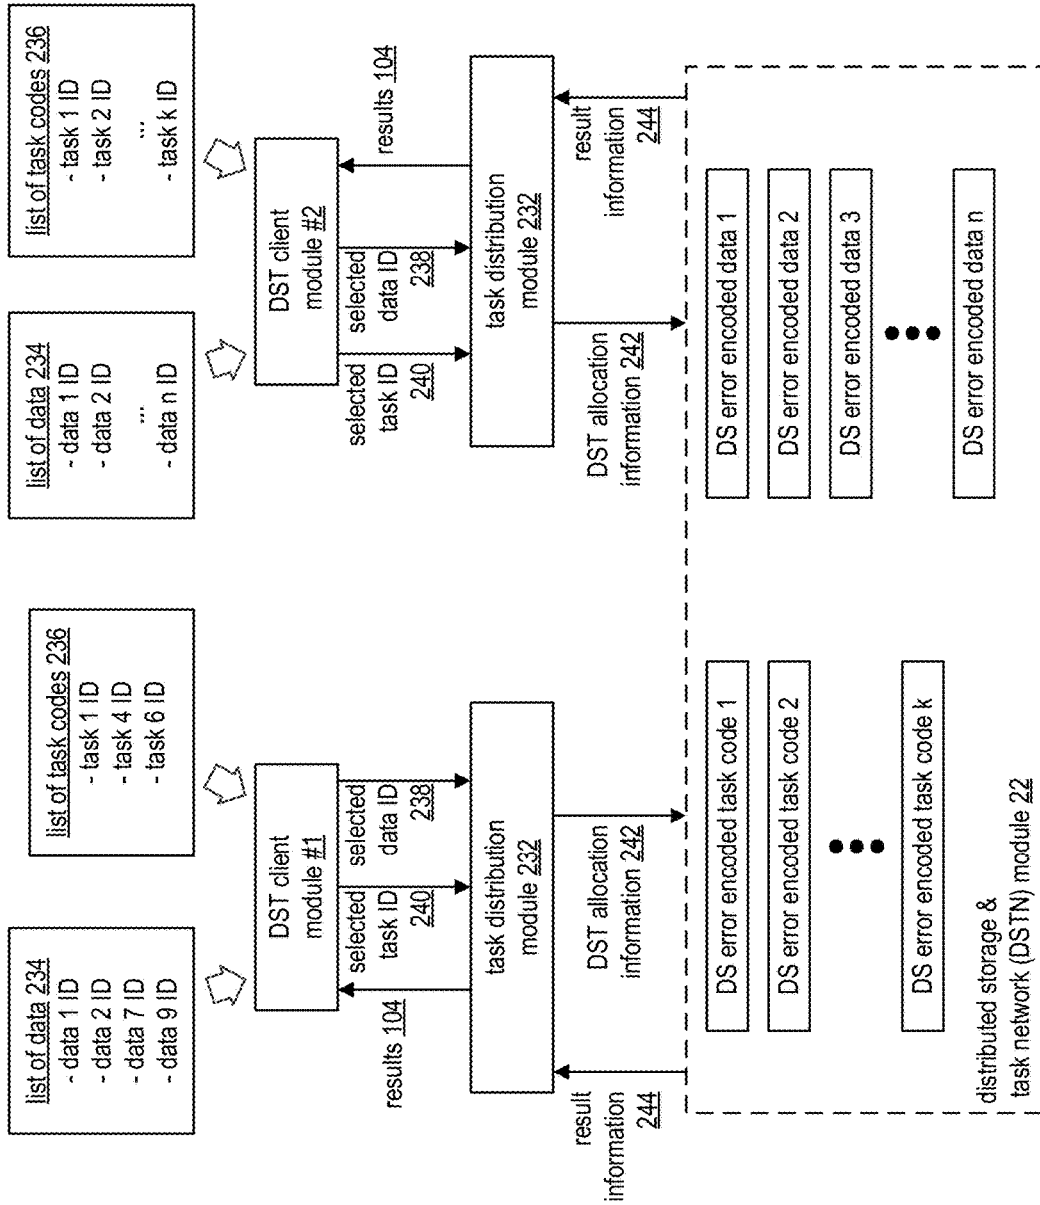 list of data 234
- data 1 ID
- data 2 ID
- data 7 ID
- data 9 ID
list of task codes 236
- task 1 ID
- task 4 ID
- task 6 ID
list of data 234
- data 1 ID
- data 2 ID
...
- data n ID
list of task codes 236
- task 1 ID
- task 2 ID
...
- task k ID
DST client
module #1
DST client
module #2
results 104
selected
task ID
240
selected
data ID
238
selected
task ID
240
selected
data ID
238
results 104
task distribution
module 232
task distribution
module 232
result
information
244
DST allocation
information 242
DST allocation
information 242
result
information
244
DS error encoded task code 1
DS error encoded task code 2
DS error encoded task code k
DS error encoded data 1
DS error encoded data 2
DS error encoded data 3
DS error encoded data n
distributed storage &
task network (DSTN) module 22